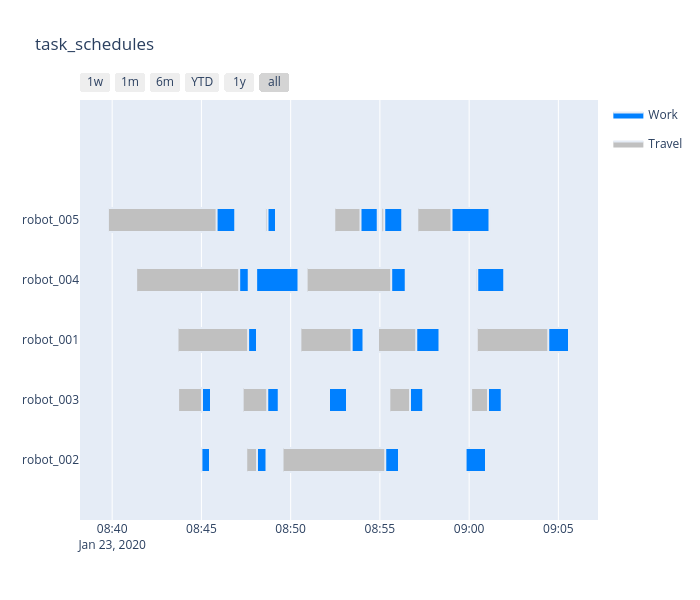 task_schedules
1w 1m 6m YTD 1y all
Work
Travel
robot_005
robot_004
robot_001
robot_003
robot_002
08:40 08:45 08:50 08:55 09:00 09:05
Jan 23, 2020